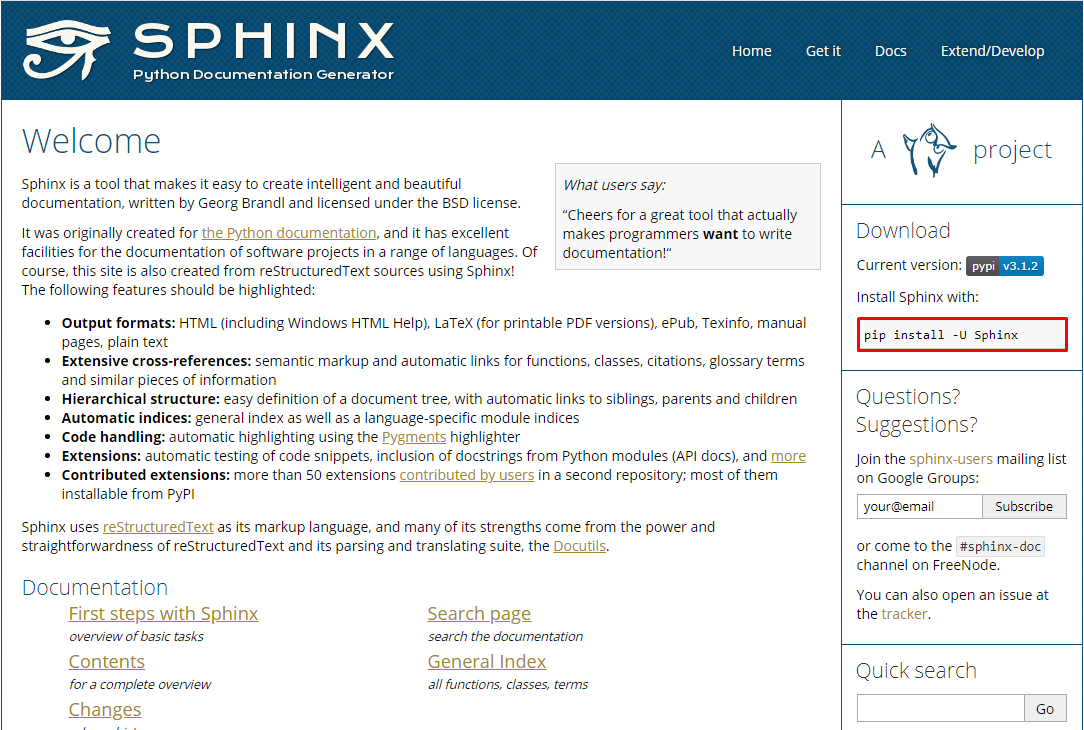 SPHINX
Python Documentation Generator
Home
Get it
Docs
Extend/Develop
Welcome
Sphinx is a tool that makes it easy to create intelligent and beautiful
documentation, written by Georg Brandl and licensed under the BSD license.
It was originally created for the Python documentation, and it has excellent
facilities for the documentation of software projects in a range of languages. Of
course, this site is also created from reStructuredText sources using Sphinx!
The following features should be highlighted:
What users say:
“Cheers for a great tool that actually
makes programmers want to write
documentation!“
• Output formats: HTML (including Windows HTML Help), LaTeX (for printable PDF versions), ePub, Texinfo, manual
pages, plain text
• Extensive cross-references: semantic markup and automatic links for functions, classes, citations, glossary terms
and similar pieces of information
• Hierarchical structure: easy definition of a document tree, with automatic links to siblings, parents and children
• Automatic indices: general index as well as a language-specific module indices
• Code handling: automatic highlighting using the Pygments highlighter
• Extensions: automatic testing of code snippets, inclusion of docstrings from Python modules (API docs), and more
• Contributed extensions: more than 50 extensions contributed by users in a second repository; most of them
installable from PyPI
Sphinx uses reStructuredText as its markup language, and many of its strengths come from the power and
straightforwardness of reStructuredText and its parsing and translating suite, the Docutils.
Documentation
First steps with Sphinx
overview of basic tasks
Contents
for a complete overview
Changes
Search page
search the documentation
General Index
all functions, classes, terms
A project
Download
Current version: pypi v3.1.2
Install Sphinx with:
pip install -U Sphinx
Questions?
Suggestions?
Join the sphinx-users mailing list
on Google Groups:
your@email
Subscribe
or come to the #sphinx-doc
channel on FreeNode.
You can also open an issue at
the tracker.
Quick search
Go